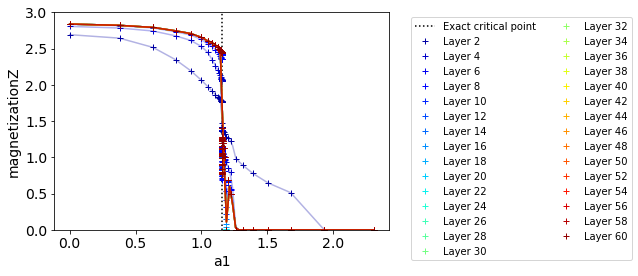 3.0
2.5
2.0
1.5
1.0
0.5
0.0
magnetizationZ
0.0
0.5
1.0
1.5
2.0
a1
Exact critical point
Layer 2
Layer 4
Layer 6
Layer 8
Layer 10
Layer 12
Layer 14
Layer 16
Layer 18
Layer 20
Layer 22
Layer 24
Layer 26
Layer 28
Layer 30
Layer 32
Layer 34
Layer 36
Layer 38
Layer 40
Layer 42
Layer 44
Layer 46
Layer 48
Layer 50
Layer 52
Layer 54
Layer 56
Layer 58
Layer 60